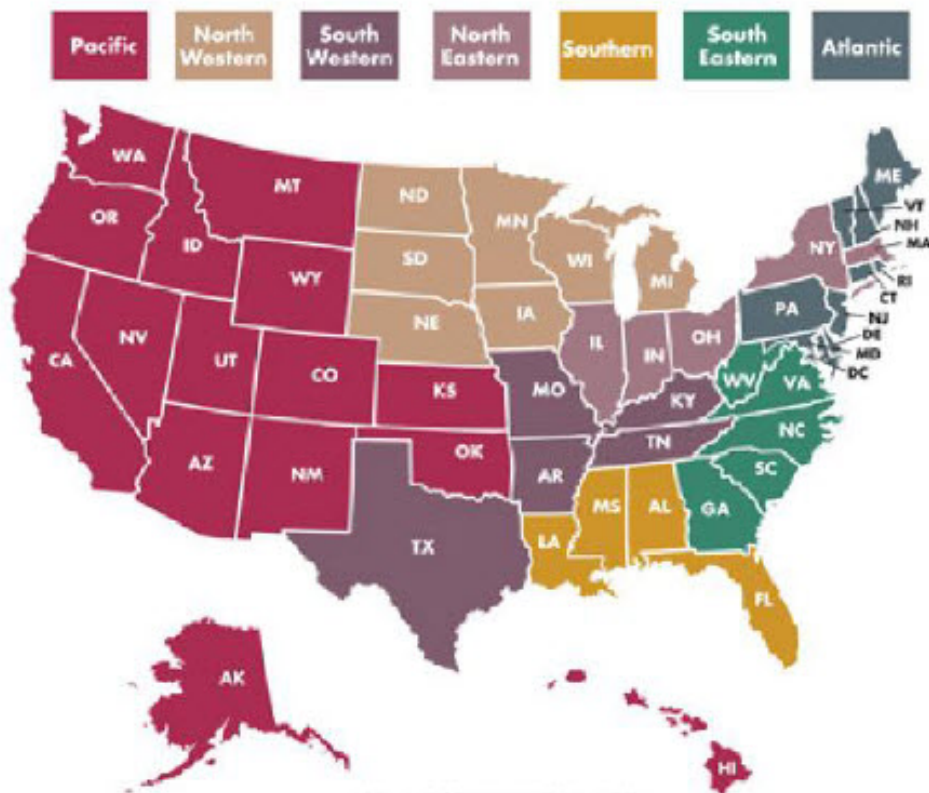 Pacific
North
Western
South
Western
North
Eastern
Southern
South
Eastern
Atlantic
WA
MT
ND
MN
ME
VT
NH
MA
OR
ID
WY
SD
WI
MI
NY
RI
CT
NJ
DE
MD
DC
PA
NE
IA
CA
NV
UT
CO
KS
MO
IL
IN
OH
WV
VA
KY
NC
TN
AZ
NM
OK
AR
SC
MS
AL
GA
TX
LA
FL
AK
HI